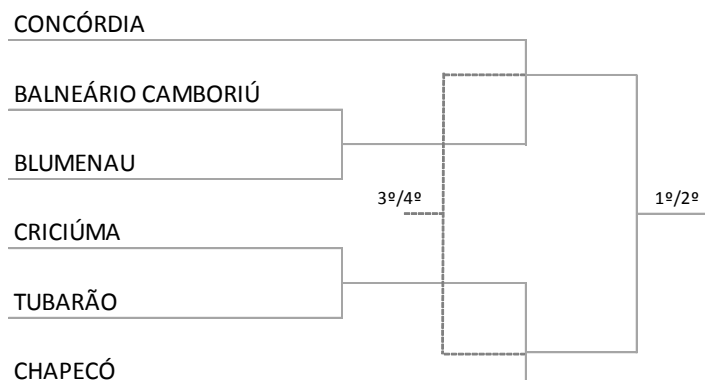 CONCÓRDIA
BALNEÁRIO CAMBORIÚ
BLUMENAU
3º/4º
1º/2º
CRICIÚMA
TUBARÃO
CHAPECÓ